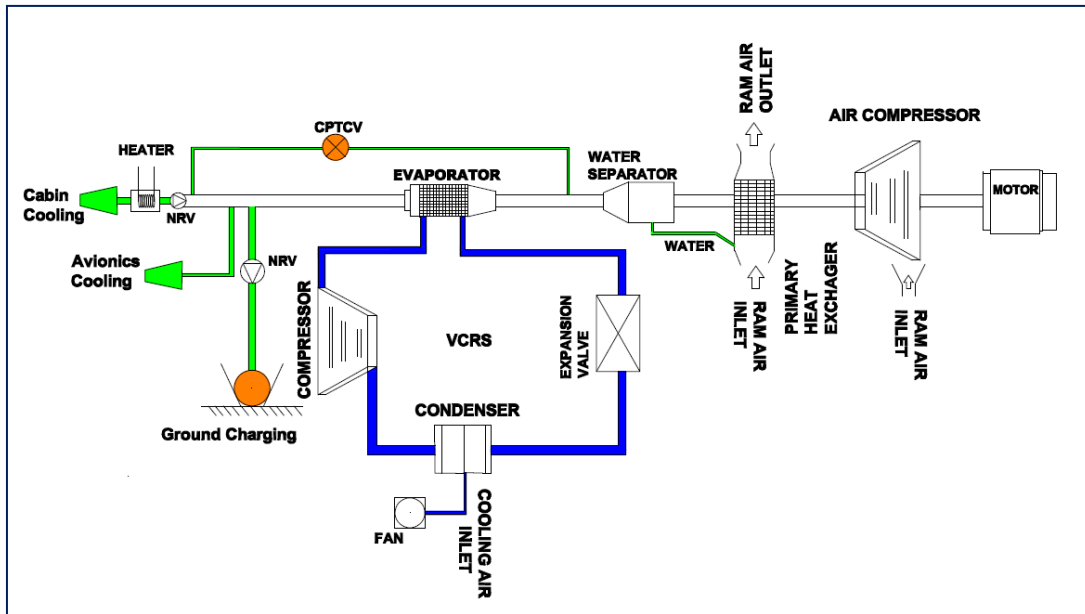 RAM AIR
OUTLET
AIR COMPRESSOR
CPTCV
HEATER
WATER
SEPARATOR
EVAPORATOR
MOTOR
Cabin
Cooling
NRV
WATER
Avionics
Cooling
NRV
COMPRESSOR
VCRS
EXPANSION
VALVE
RAM AIR
INLET
PRIMARY
HEAT
EXCHAGER
RAM AIR
INLET
CONDENSER
Ground Charging
COOLING AIR
INLET
FAN